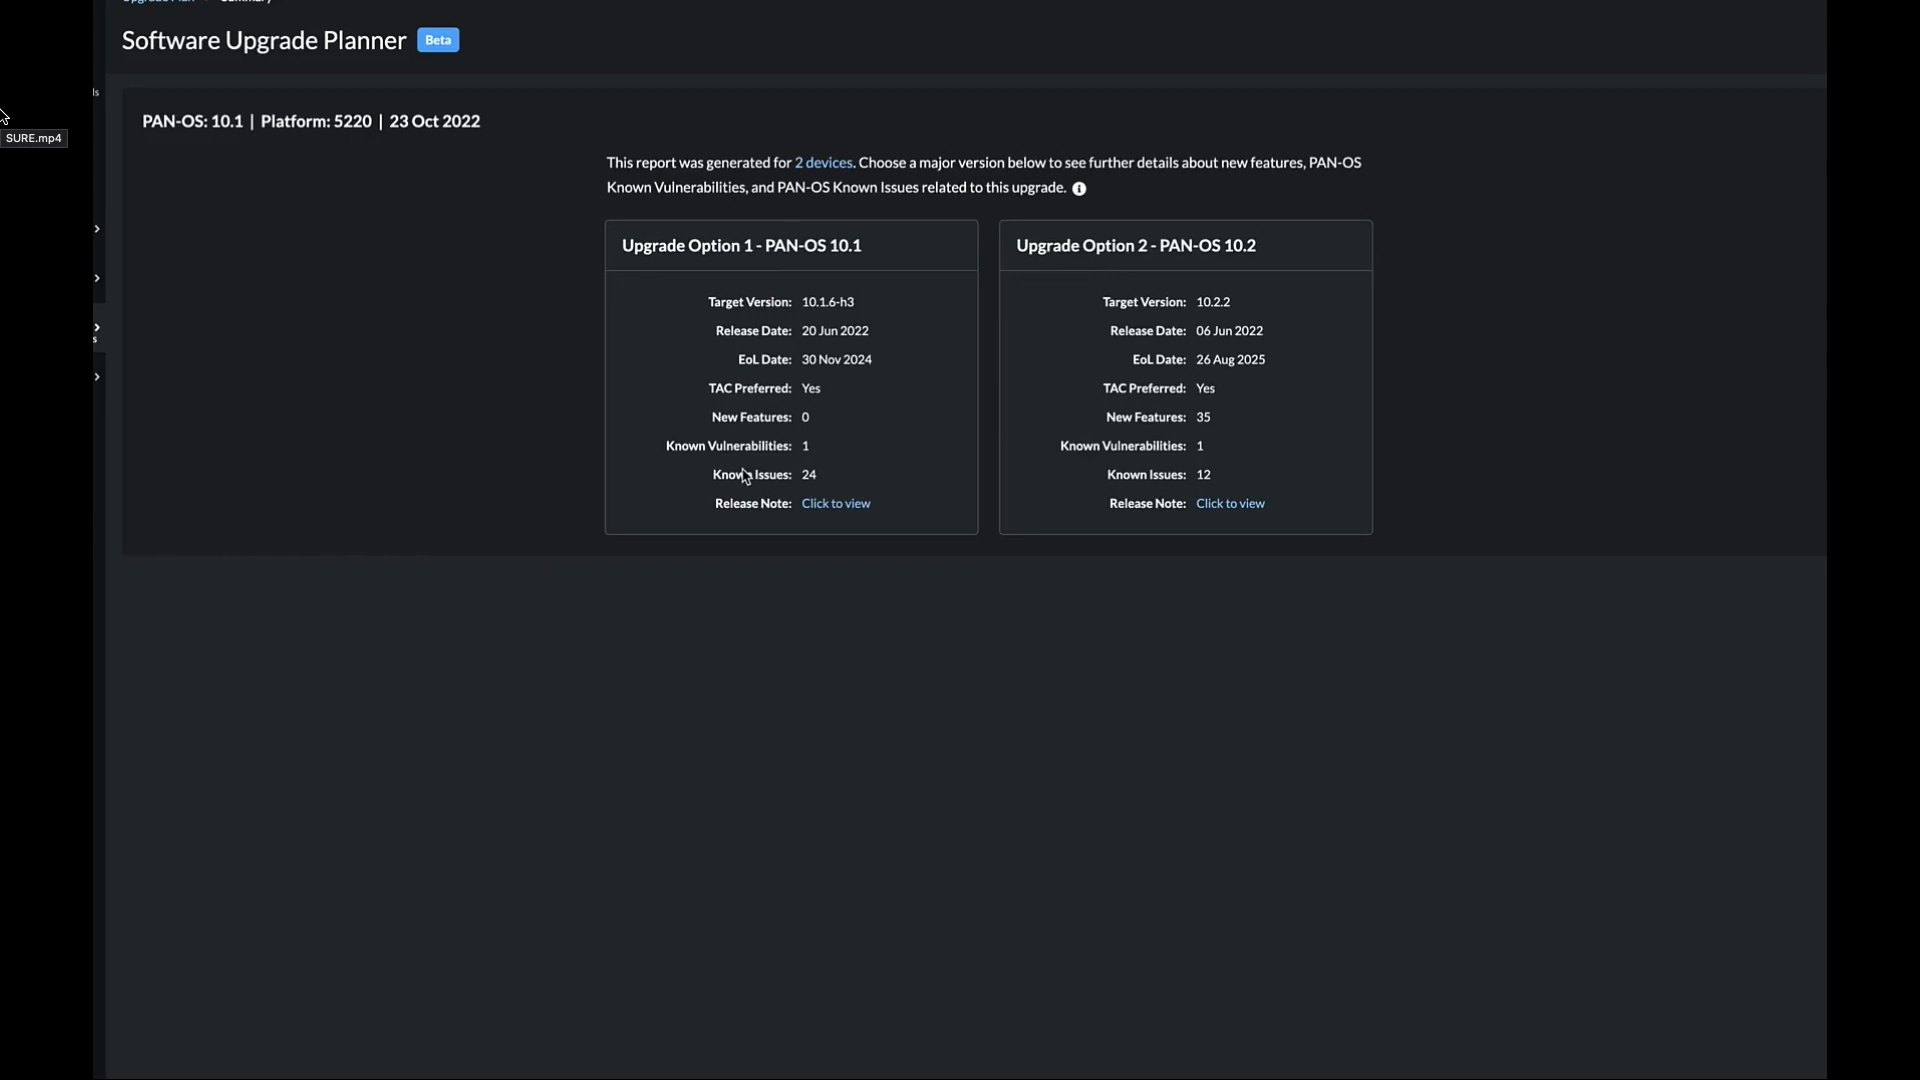 Software Upgrade Planner Beta
ls
SURE.mp4
PAN-OS: 10.1 | Platform: 5220 | 23 Oct 2022
This report was generated for 2 devices. Choose a major version below to see further details about new features, PAN-OS
Known Vulnerabilities, and PAN-OS Known Issues related to this upgrade.
Upgrade Option 1 - PAN-OS 10.1
Target Version: 10.1.6-h3
Release Date: 20 Jun 2022
EoL Date: 30 Nov 2024
TAC Preferred: Yes
New Features: 0
Known Vulnerabilities: 1
Known Issues: 24
Release Note: Click to view
Upgrade Option 2 - PAN-OS 10.2
Target Version: 10.2.2
Release Date: 06 Jun 2022
EoL Date: 26 Aug 2025
TAC Preferred: Yes
New Features: 35
Known Vulnerabilities: 1
Known Issues: 12
Release Note: Click to view
s